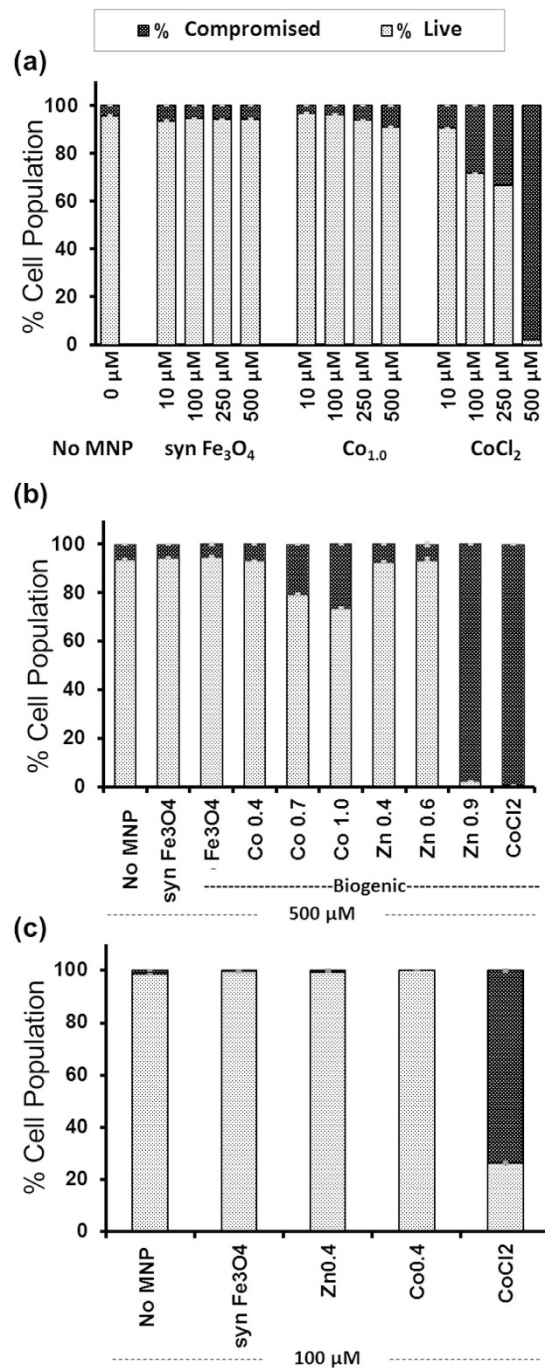 % Compromised % Live
(a)
% Cell Population
100
80
60
40
20
0
0 µM 10 µM 100 µM 250 µM 500 µM 10 µM 100 µM 250 µM 500 µM 10 µM 100 µM 250 µM 500 µM
No MNP syn Fe₃O₄ Co₁.₀ CoCl₂
(b)
% Cell Population
100
80
60
40
20
0
No MNP syn Fe3O4 Fe3O4 Co 0.4 Co 0.7 Co 1.0 Zn 0.4 Zn 0.6 Zn 0.9 CoCl2
Biogenic
500 µM
(c)
% Cell Population
100
80
60
40
20
0
No MNP syn Fe3O4 Zn0.4 Co0.4 CoCl2
100 µM